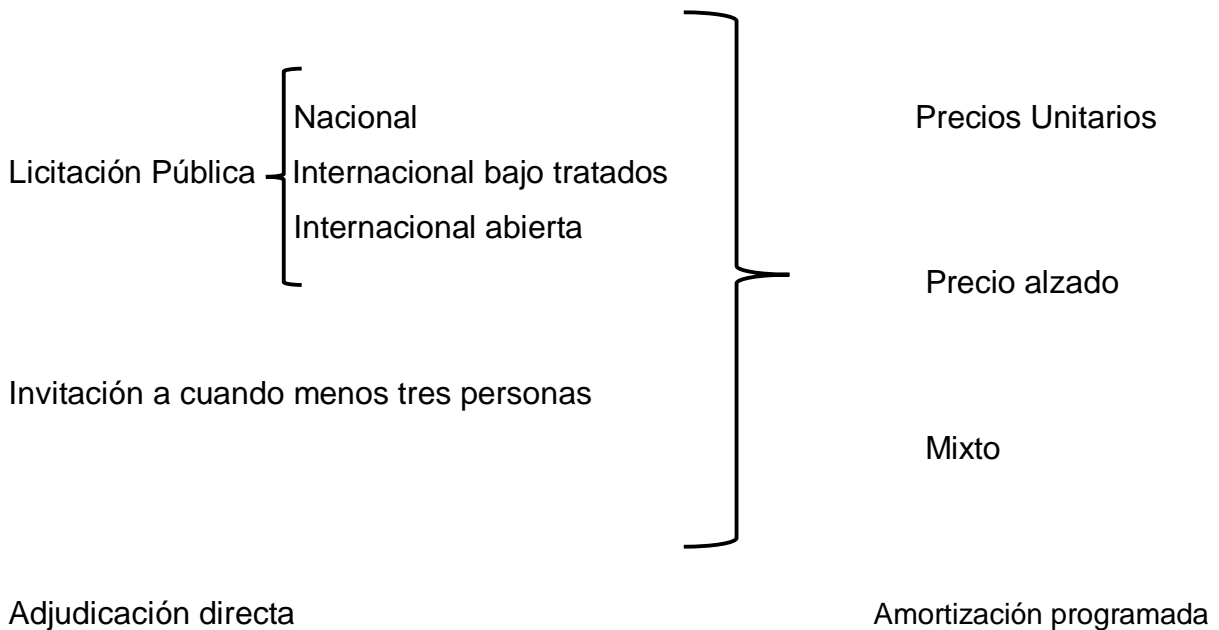 Nacional
Precios Unitarios
Licitación Pública
Internacional bajo tratados
Internacional abierta
Precio alzado
Invitación a cuando menos tres personas
Mixto
Adjudicación directa
Amortización programada